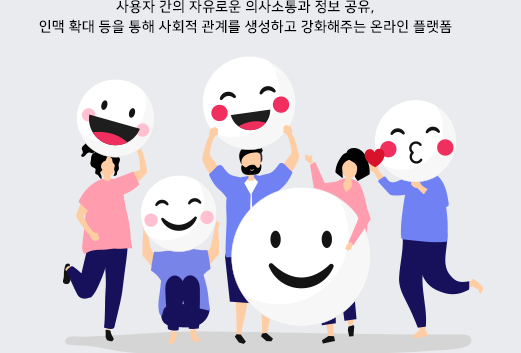 사용자 간의 자유로운 의사소통과 정보 공유,
인맥 확대 등을 통해 사회적 관계를 생성하고 강화해주는 온라인 플랫폼